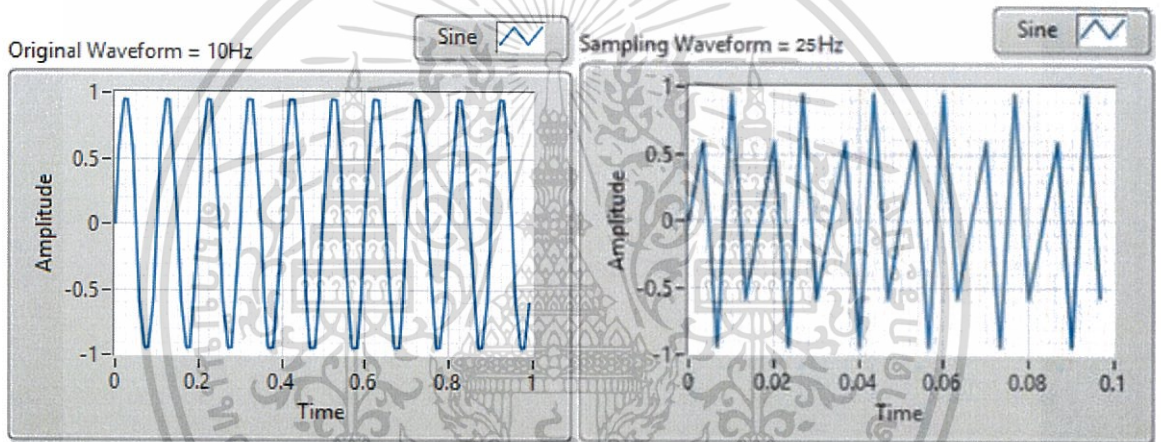 Original Waveform = 10Hz
Sine
Amplitude
1
0.5
0
-0.5
-1
0 0.2 0.4 0.6 0.8 1
Time
Sampling Waveform = 25Hz
Sine
Amplitude
1
0.5
0
-0.5
-1
0 0.02 0.04 0.06 0.08 0.1
Time